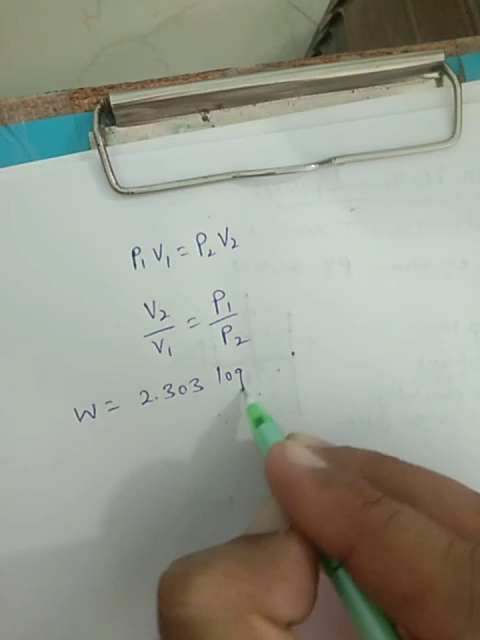 P₁V₁ = P₂V₂
V₂/V₁ = P₁/P₂
W = 2.303 log